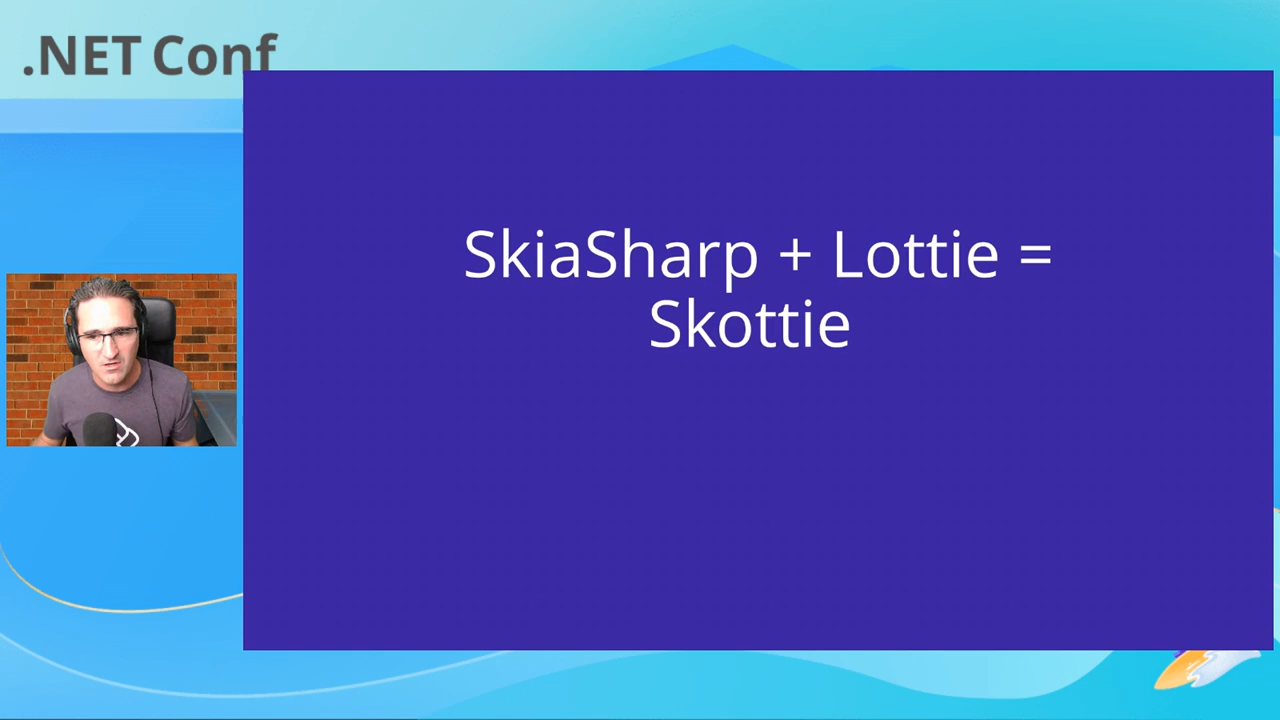 .NET Conf
SkiaSharp + Lottie =
Skottie